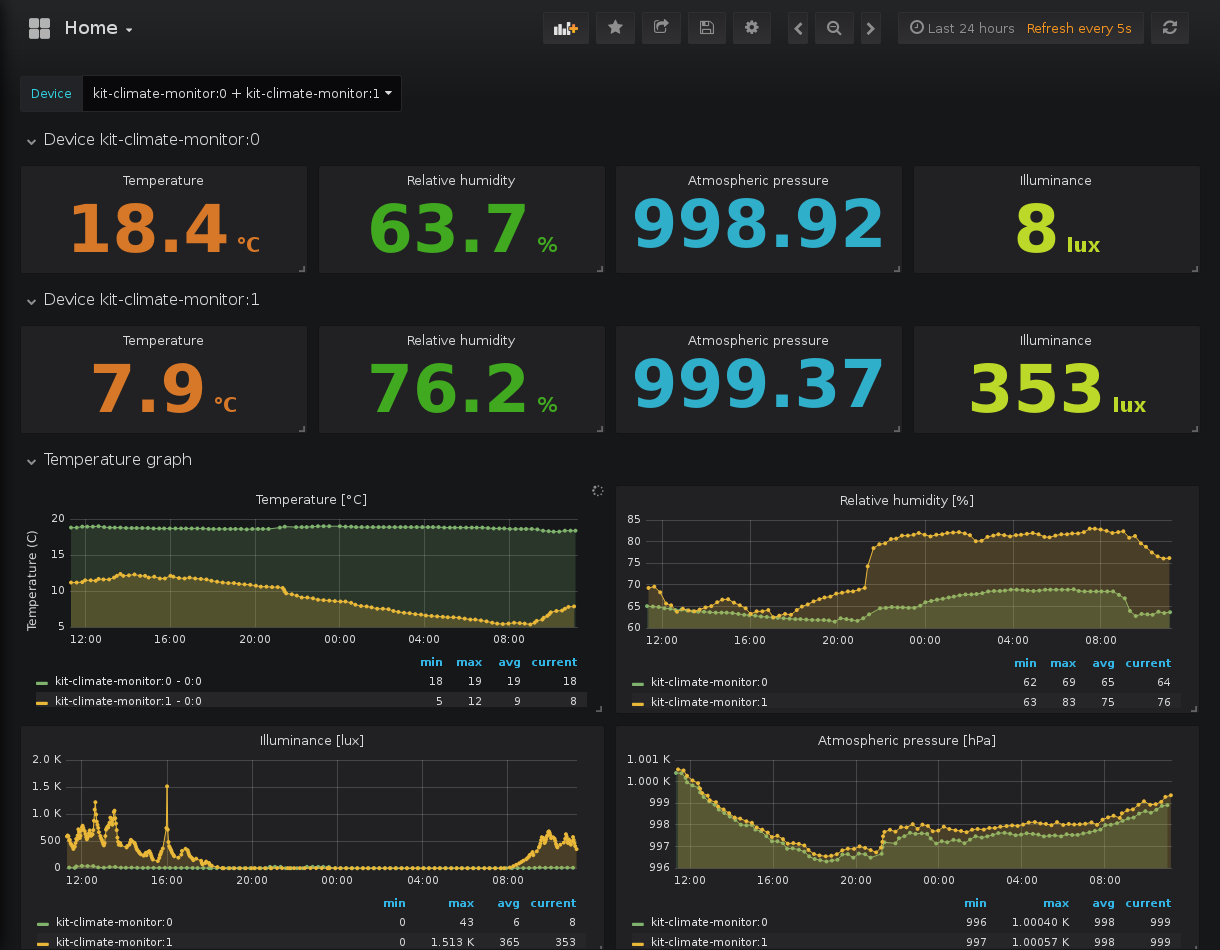 Home
Last 24 hours Refresh every 5s
Device kit-climate-monitor:0 + kit-climate-monitor:1
Device kit-climate-monitor:0
Temperature Relative humidity Atmospheric pressure Illuminance
18.4 °C 63.7 % 998.92 8 lux
Device kit-climate-monitor:1
Temperature Relative humidity Atmospheric pressure Illuminance
7.9 °C 76.2 % 999.37 353 lux
Temperature graph
Temperature [°C]
Temperature (C)
20
15
10
5
12:00 16:00 20:00 00:00 04:00 08:00
min max avg current
kit-climate-monitor:0 - 0:0 18 19 19 18
kit-climate-monitor:1 - 0:0 5 12 9 8
Relative humidity [%]
85
80
75
70
65
60
12:00 16:00 20:00 00:00 04:00 08:00
min max avg current
kit-climate-monitor:0 62 69 65 64
kit-climate-monitor:1 63 83 75 76
Illuminance [lux]
2.0 K
1.5 K
1.0 K
500
0
12:00 16:00 20:00 00:00 04:00 08:00
min max avg current
kit-climate-monitor:0 0 43 6 8
kit-climate-monitor:1 0 1.513 K 365 353
Atmospheric pressure [hPa]
1.001 K
1.000 K
999
998
997
996
12:00 16:00 20:00 00:00 04:00 08:00
min max avg current
kit-climate-monitor:0 996 1.00040 K 998 999
kit-climate-monitor:1 997 1.00057 K 998 999